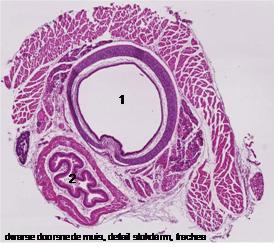 1
2
dwarse doorsnede muis, detail slokdarm, trachea